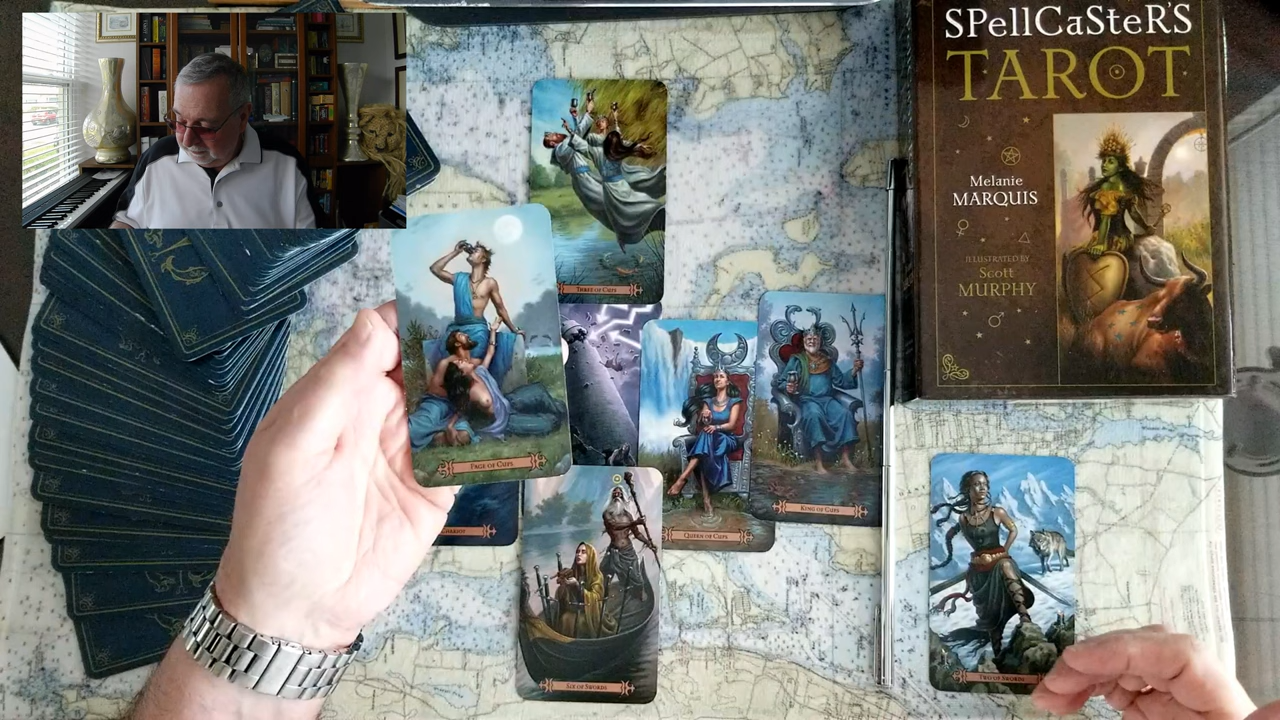 SPellCaSteR'S
TAROT
Melanie
MARQUIS
ILLUSTRATED BY
Scott
MURPHY
THREE OF CUPS
PAGE OF CUPS
KING OF CUPS
QUEEN OF CUPS
CHARIOT
SIX OF SWORDS
TWO OF SWORDS